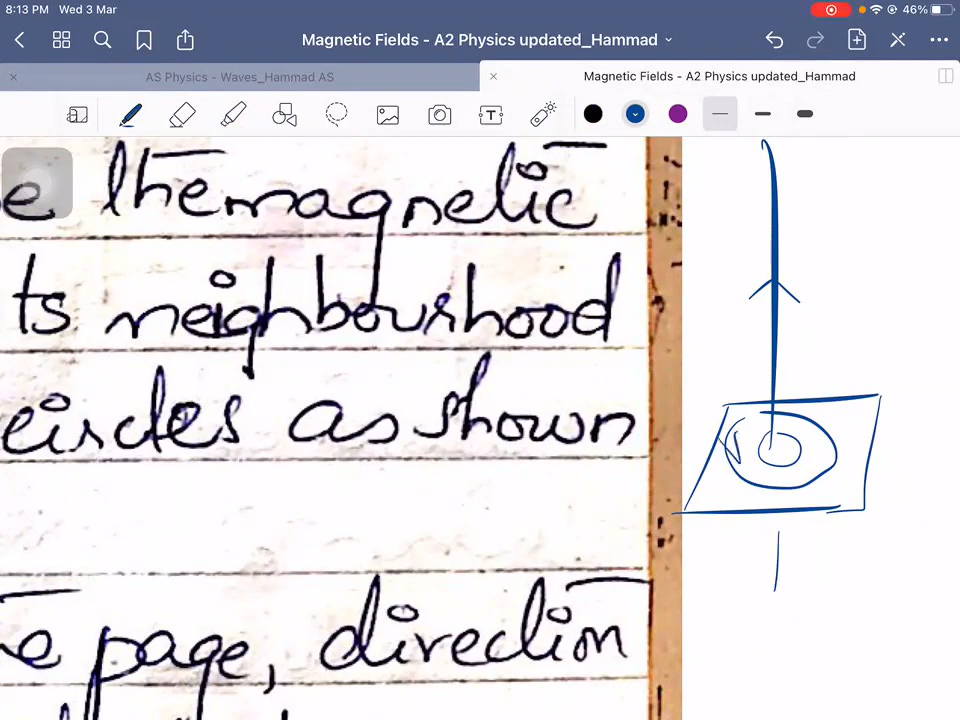 8:13 PM Wed 3 Mar
46%
Magnetic Fields - A2 Physics updated_Hammad
AS Physics - Waves_Hammad AS
Magnetic Fields - A2 Physics updated_Hammad
T
e the magnetic
ts neighbourhood
circles as shown
e page, direction